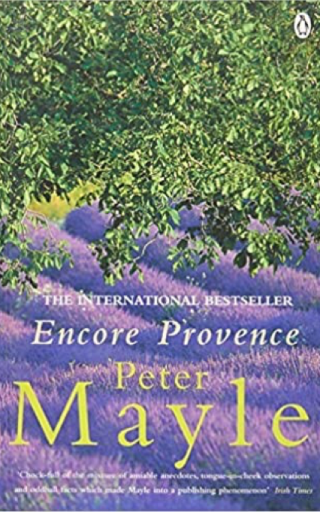 THE INTERNATIONAL BESTSELLER
Encore Provence
Peter
Mayle
'Chock-full of the mixture of amiable anecdotes, tongue-in-cheek observations
and oddball facts which made Mayle into a publishing phenomenon' Irish Times